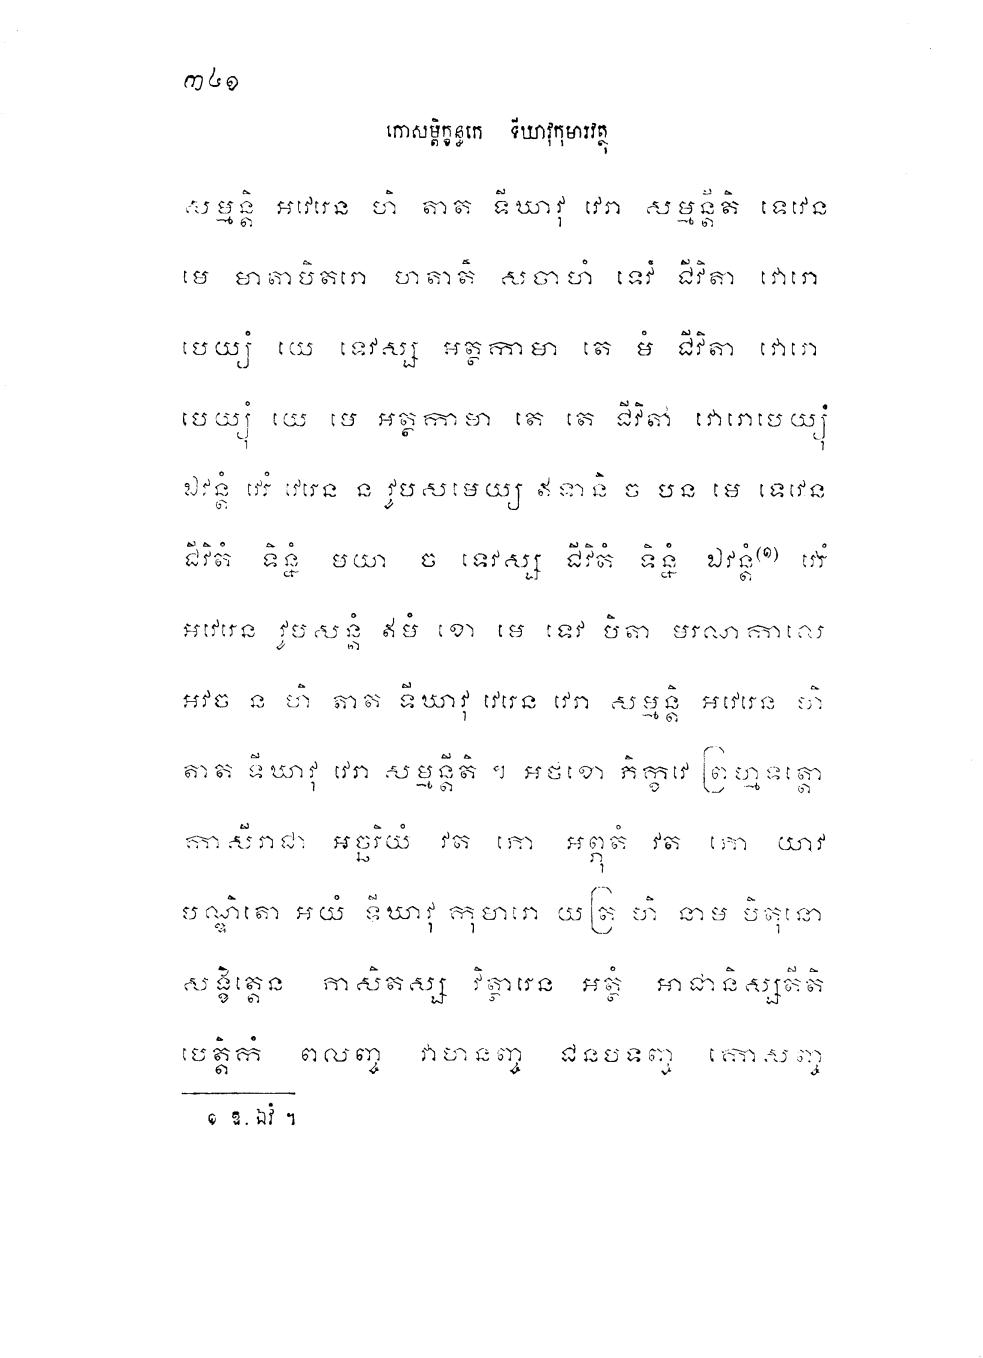 ៣៤១
កោសម្ពិក្ខន្ធកេ ទីឃាវុកុមារវត្ថុ
សម្មន្តិ អវេរេន ហិ តាត ទីឃាវុ វេរា សម្មន្តីតិ ទេវេន
មេ មាតាបិតរោ ហតាតិ សចាហំ ទេវំ ជីវិតា វោរោ
បេយ្យំ យេ ទេវស្ស អត្ថកាមា តេ មំ ជីវិតា វោរោ
បេយ្យុំ យេ មេ អត្ថកាមា តេ តេ ជីវិតា វោរោបេយ្យុំ
ឯវន្តំ វេរំ វេរេន ន វូបសមេយ្យ ឥទានិ ច បន មេ ទេវេន
ជីវិតំ ទិន្នំ មយា ច ទេវស្ស ជីវិតំ ទិន្នំ ឯវន្តំ(១) វេរំ
អវេរេន វូបសន្តំ ឥមំ ខោ មេ ទេវ បិតា មរណកាលេ
អវច ន ហិ តាត ទីឃាវុ វេរេន វេរា សម្មន្តិ អវេរេន ហិ
តាត ទីឃាវុ វេរា សម្មន្តីតិ ។ អថខោ ភិក្ខវេ ព្រហ្មទត្តោ
កាសីរាជា អច្ឆរិយំ វត ភោ អព្ភុតំ វត ភោ យាវ
បណ្ឌិតោ អយំ ទីឃាវុ កុមារោ យត្រ ហិ នាម បិតុនោ
សង្ខិត្តេន ភាសិតស្ស វិត្ថារេន អត្ថំ អាជានិស្សតីតិ
បេត្តិកំ ពលញ្ច វាហនញ្ច ជនបទញ្ច កោសញ្ច
១ ឱ. ឯវំ ។